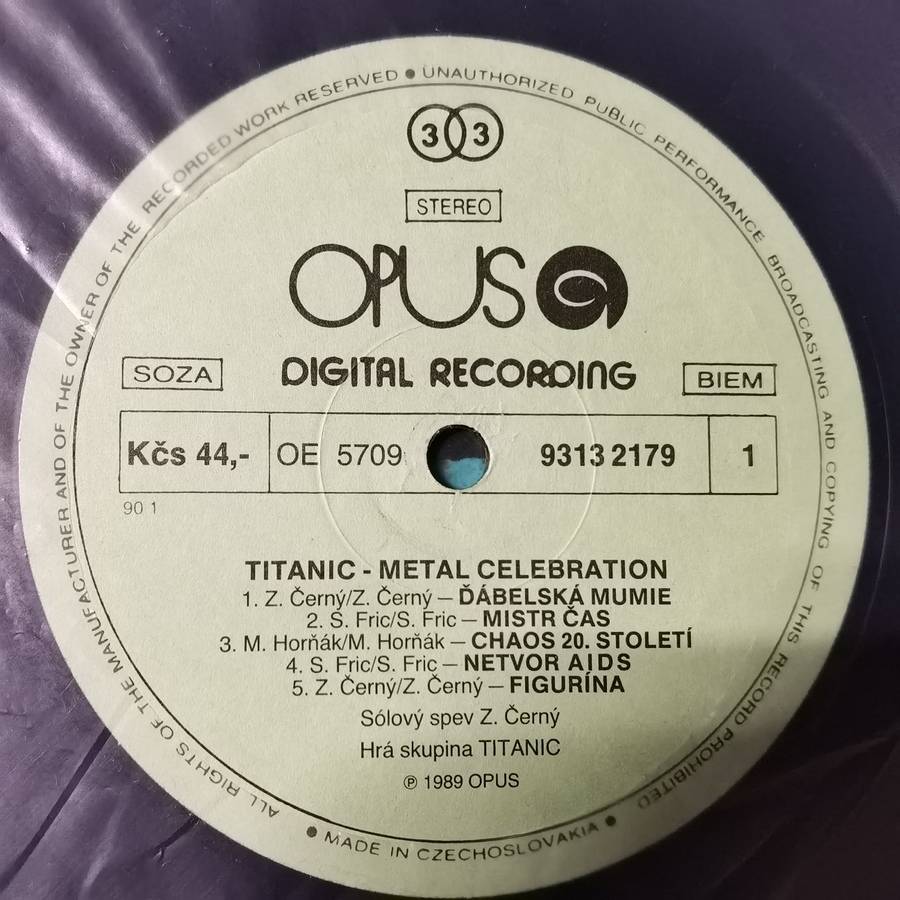 ALL RIGHTS OF THE MANUFACTURER AND OF THE OWNER OF THE RECORDED WORK RESERVED ● UNAUTHORIZED PUBLIC PERFORMANCE BROADCASTING AND COPYING OF THIS RECORD PROHIBITED
33
STEREO
OPUS
SOZA DIGITAL RECORDING BIEM
Kčs 44,- OE 5709 9313 2179 1
90 1
TITANIC - METAL CELEBRATION
1. Z. Černý/Z. Černý — ĎÁBELSKÁ MUMIE
2. S. Fric/S. Fric — MISTR ČAS
3. M. Horňák/M. Horňák — CHAOS 20. STOLETÍ
4. S. Fric/S. Fric — NETVOR AIDS
5. Z. Černý/Z. Černý — FIGURÍNA
Sólový spev Z. Černý
Hrá skupina TITANIC
℗ 1989 OPUS
● MADE IN CZECHOSLOVAKIA ●